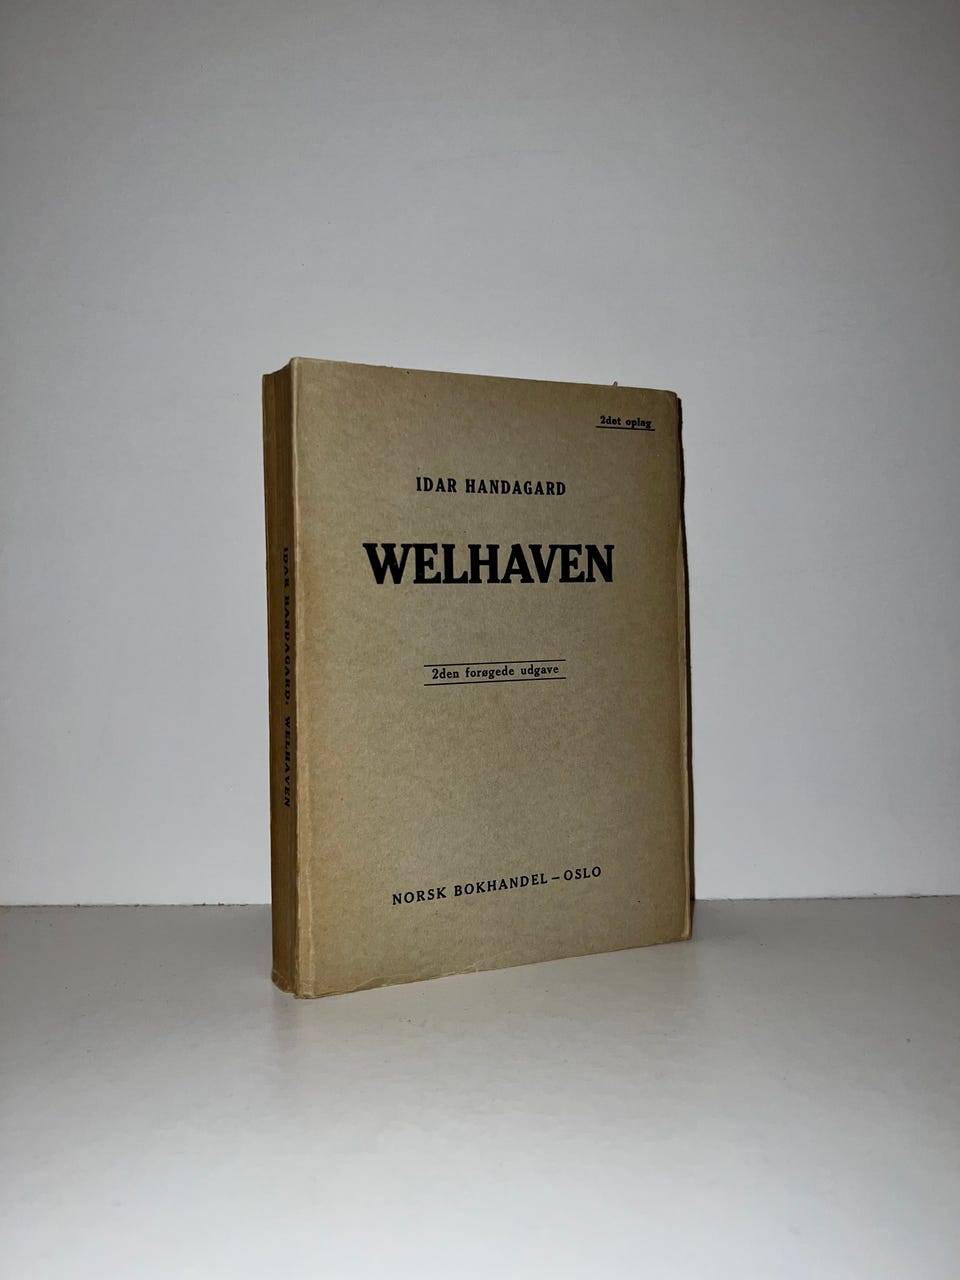 2det oplag
IDAR HANDAGARD
WELHAVEN
2den forøgede udgave
NORSK BOKHANDEL – OSLO
IDAR HANDAGARD: WELHAVEN